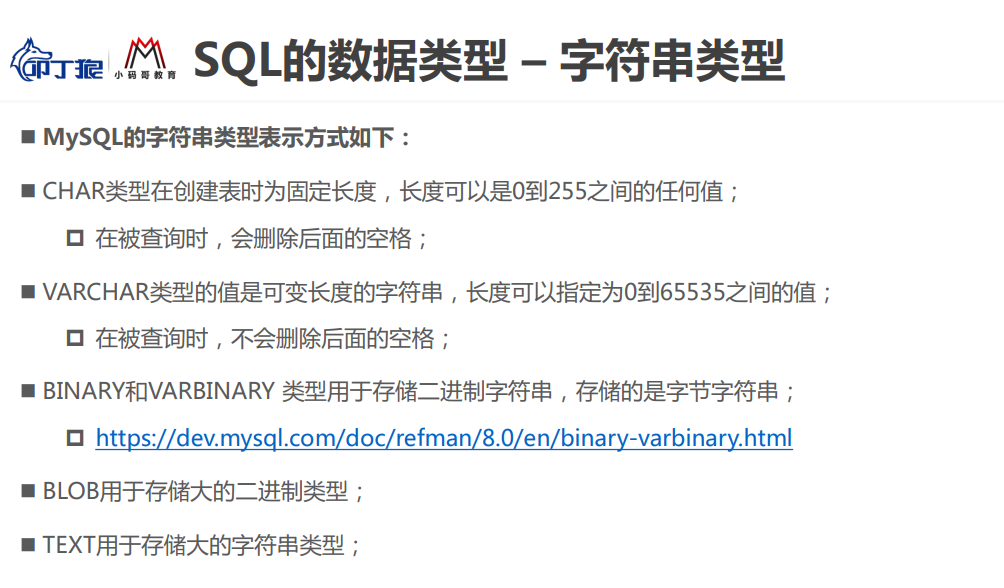 叩丁狼 小码哥教育 SQL的数据类型 – 字符串类型
MySQL的字符串类型表示方式如下：
CHAR类型在创建表时为固定长度，长度可以是0到255之间的任何值；
在被查询时，会删除后面的空格；
VARCHAR类型的值是可变长度的字符串，长度可以指定为0到65535之间的值；
在被查询时，不会删除后面的空格；
BINARY和VARBINARY 类型用于存储二进制字符串，存储的是字节字符串；
https://dev.mysql.com/doc/refman/8.0/en/binary-varbinary.html
BLOB用于存储大的二进制类型；
TEXT用于存储大的字符串类型；